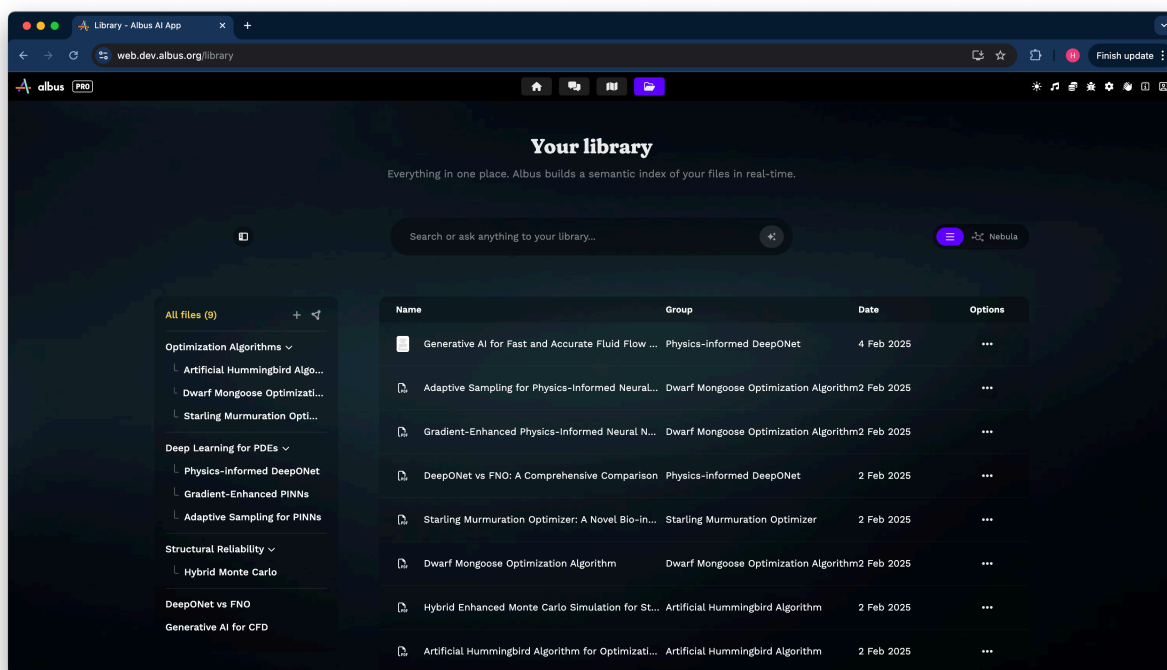 Library - Albus AI App
web.dev.albus.org/library
H
Finish update
albus PRO
Your library
Everything in one place. Albus builds a semantic index of your files in real-time.
Search or ask anything to your library...
Nebula
All files (9)
Optimization Algorithms
Artificial Hummingbird Algo...
Dwarf Mongoose Optimizati...
Starling Murmuration Opti...
Deep Learning for PDEs
Physics-informed DeepONet
Gradient-Enhanced PINNs
Adaptive Sampling for PINNs
Structural Reliability
Hybrid Monte Carlo
DeepONet vs FNO
Generative AI for CFD
Name Group Date Options
Generative AI for Fast and Accurate Fluid Flow ... Physics-informed DeepONet 4 Feb 2025
Adaptive Sampling for Physics-Informed Neural... Dwarf Mongoose Optimization Algorithm 2 Feb 2025
Gradient-Enhanced Physics-Informed Neural N... Dwarf Mongoose Optimization Algorithm 2 Feb 2025
DeepONet vs FNO: A Comprehensive Comparison Physics-informed DeepONet 2 Feb 2025
Starling Murmuration Optimizer: A Novel Bio-in... Starling Murmuration Optimizer 2 Feb 2025
Dwarf Mongoose Optimization Algorithm Dwarf Mongoose Optimization Algorithm 2 Feb 2025
Hybrid Enhanced Monte Carlo Simulation for St... Artificial Hummingbird Algorithm 2 Feb 2025
Artificial Hummingbird Algorithm for Optimizati... Artificial Hummingbird Algorithm 2 Feb 2025